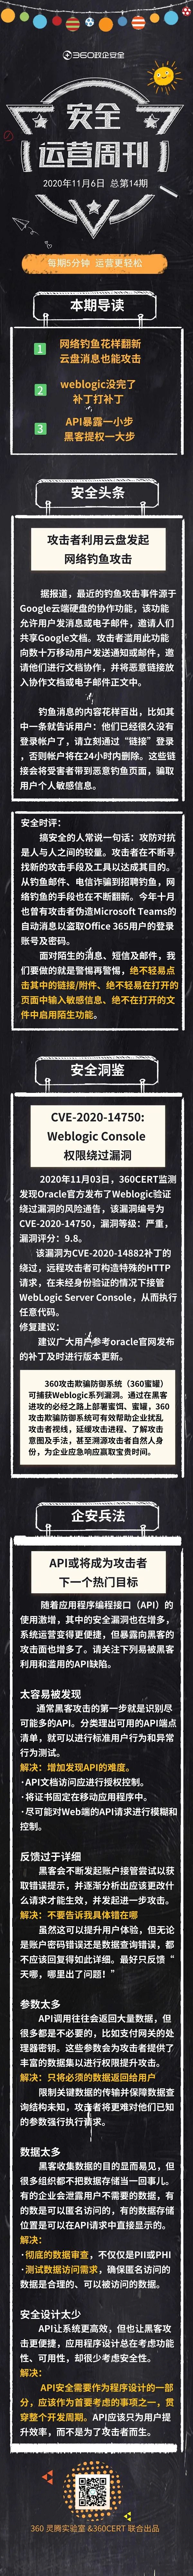 360政企安全
安全
运营周刊
2020年11月6日 总第14期
每期5分钟 运营更轻松
本期导读
1
网络钓鱼花样翻新
云盘消息也能攻击
2
weblogic没完了
补丁打补丁
3
API暴露一小步
黑客提权一大步
安全头条
攻击者利用云盘发起
网络钓鱼攻击
据报道，最近的钓鱼攻击事件源于
Google云端硬盘的协作功能，该功能
允许用户发消息或电子邮件，邀请人们
共享Google文档。攻击者滥用此功能
向数十万移动用户发送通知或邮件，邀
请他们进行文档协作，并将恶意链接放
入协作文档或电子邮件正文中。
钓鱼消息的内容花样百出，比如其
中一条就告诉用户：他们已经很久没有
登录帐户了，请立刻通过“链接”登录
，否则帐户将在24小时内删除。这些链
接会将受害者带到恶意钓鱼页面，骗取
用户个人敏感信息。
安全时评：
搞安全的人常说一句话：攻防对抗
是人与人之间的较量。攻击者在不断寻
找新的攻击手段及工具以达成其目的。
从钓鱼邮件、电信诈骗到招聘钓鱼，网
络钓鱼的手段也在不断翻新。今年十月
也曾有攻击者伪造Microsoft Teams的
自动消息以盗取Office 365用户的登录
账号及密码。
面对陌生的消息、短信及邮件，我
们要做的就是警惕再警惕，绝不轻易点
击其中的链接/附件、绝不轻易在打开的
页面中输入敏感信息、绝不在打开的文
件中启用陌生功能。
安全洞鉴
CVE-2020-14750:
Weblogic Console
权限绕过漏洞
2020年11月03日，360CERT监测
发现Oracle官方发布了Weblogic验证
绕过漏洞的风险通告，该漏洞编号为
CVE-2020-14750，漏洞等级：严重，
漏洞评分：9.8。
该漏洞为CVE-2020-14882补丁的
绕过，远程攻击者可构造特殊的HTTP
请求，在未经身份验证的情况下接管
WebLogic Server Console，从而执行
任意代码。
修复建议：
建议广大用户参考oracle官网发布
的补丁及时进行版本更新。
360攻击欺骗防御系统（360蜜罐）
可捕获Weblogic系列漏洞。通过在黑客
进攻的必经之路上部署蜜饵、蜜罐，360
攻击欺骗防御系统可有效帮助企业扰乱
攻击者视线，延缓攻击进程、了解攻击
意图及手法，甚至溯源攻击者自然人身
份，为企业应急响应赢取宝贵时间。
企安兵法
API或将成为攻击者
下一个热门目标
随着应用程序编程接口（API）的
使用激增，其中的安全漏洞也在增多，
系统运营变得更便捷，但暴露向黑客的
攻击面也增多了。请关注下列易被黑客
利用和滥用的API缺陷。
太容易被发现
通常黑客攻击的第一步就是识别尽
可能多的API。分类理出可用的API端点
清单，就可以进行标准用户行为和异常
行为测试。
解决：增加发现API的难度。
·API文档访问应进行授权控制。
·将证书固定在移动应用程序中。
·尽可能对Web端的API请求进行模糊和
控制。
反馈过于详细
黑客会不断发起账户接管尝试以获
取错误提示，并逐渐分析出应该更改什
么请求才能生效，并发起进一步攻击。
解决：不要告诉我具体错在哪
虽然这可以提升用户体验，但无论
是账户密码错误还是数据查询错误，都
不应该回复得如此详细。最好只反馈“
天哪，哪里出了问题！”
参数太多
API调用往往会返回大量数据，但
很多都是不必要的，比如支付网关的处
理器密钥。这些参数会为攻击者提供了
丰富的数据集以进行权限提升攻击。
解决：只将必须的数据返回给用户
限制关键数据的传输并保障数据查
询结构未知，攻击者将更难对他们已知
的参数强行执行请求。
数据太多
黑客收集数据的目的显而易见，但
很多组织都不把数据存储当一回事儿。
有的企业会泄露用户不需要的数据，有
的数是可以匿名访问的，有的数据存储
位置是可以在API请求中直接显示的。
解决：
·彻底的数据审查，不仅仅是PII或PHI
·测试数据访问需求，确保匿名访问的
数据是合理的、可以被访问的数据。
安全设计太少
API让系统更高效，但也让黑客攻
击更便捷，应用程序设计总在考虑功能
性、可用性，却很少考虑安全性。
解决：
API安全需要作为程序设计的一部
分，应该作为首要考虑的事项之一，贯
穿整个开发周期。API应该只为用户提
升效率，而不是为了攻击者而生。
360 灵腾实验室 &360CERT 联合出品